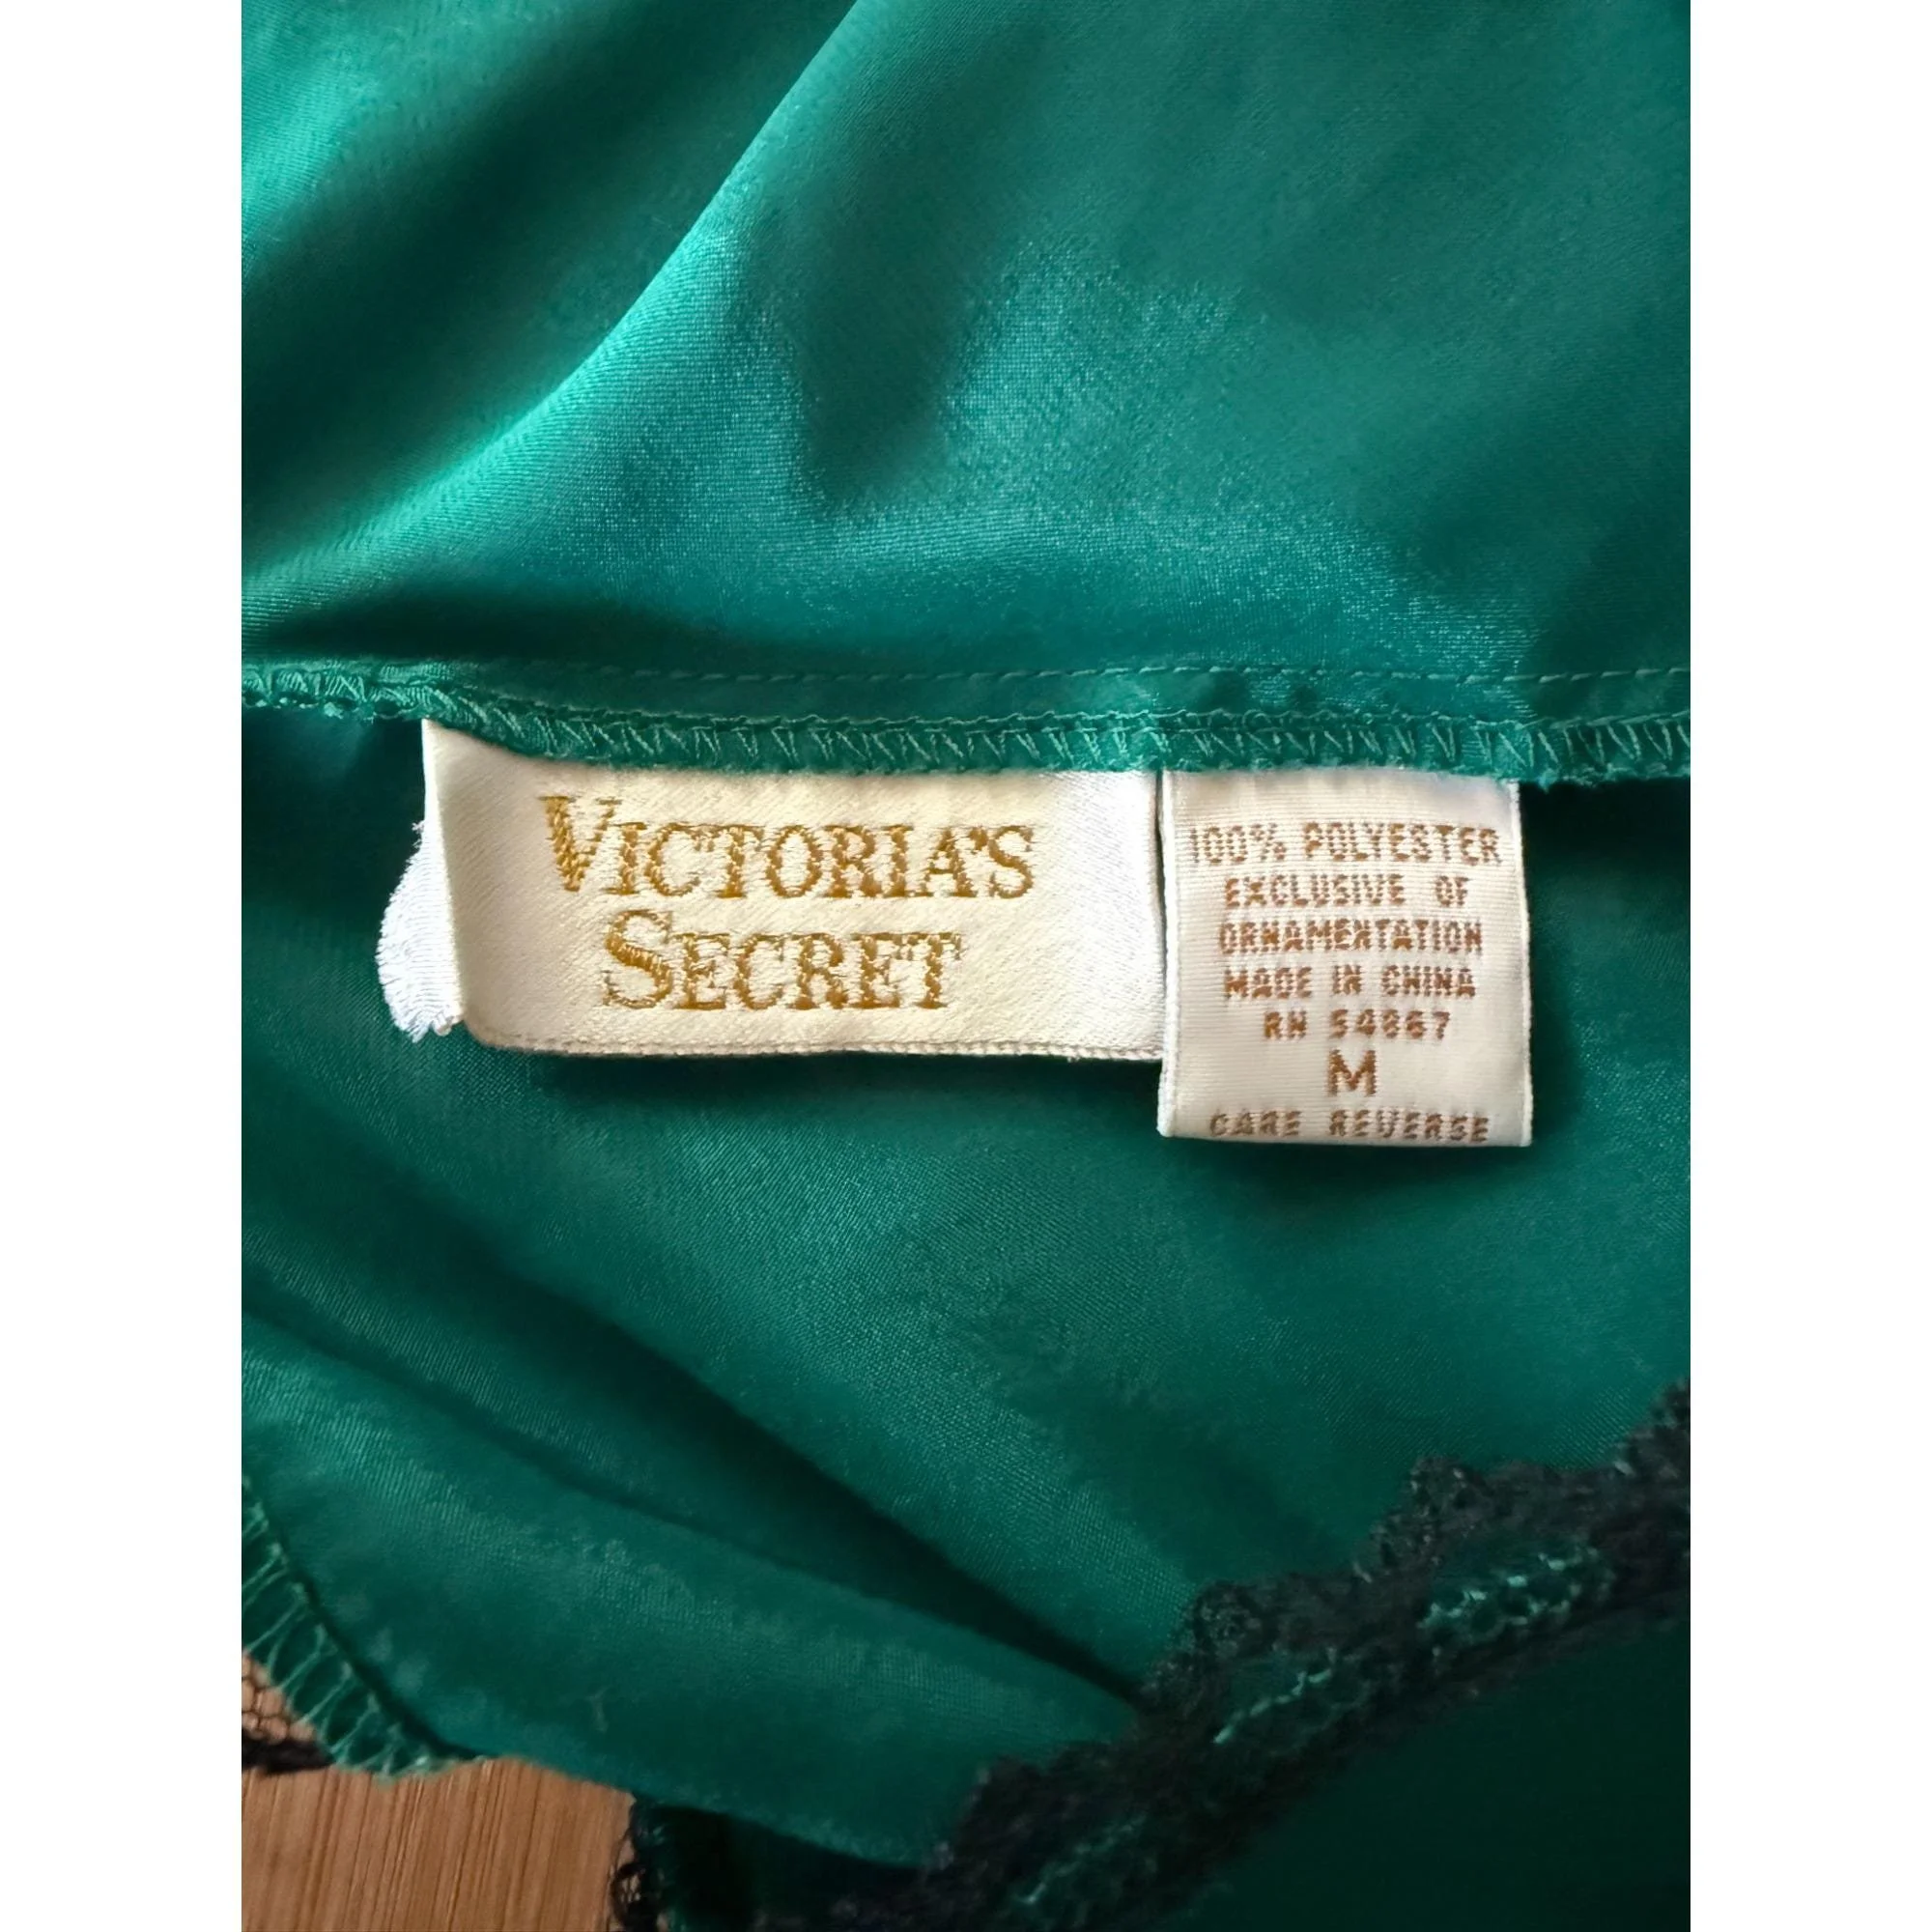 VICTORIA'S
SECRET
100% POLYESTER
EXCLUSIVE OF
ORNAMENTATION
MADE IN CHINA
RN 54867
M
CARE REVERSE